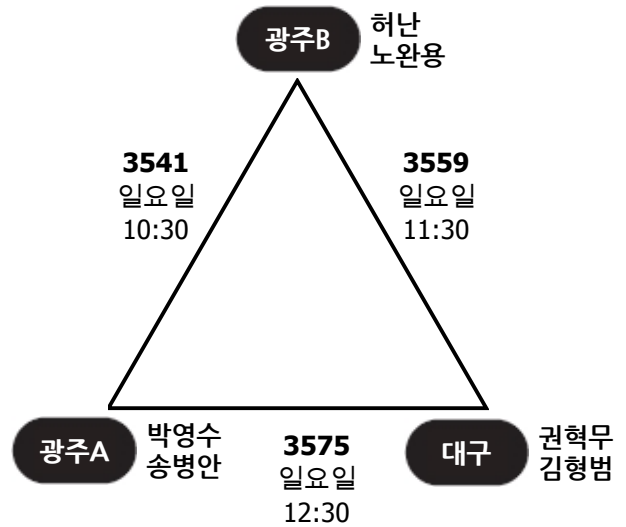 광주B
허난
노완용
3541
일요일
10:30
3559
일요일
11:30
광주A
박영수
송병안
3575
일요일
12:30
대구
권혁무
김형범